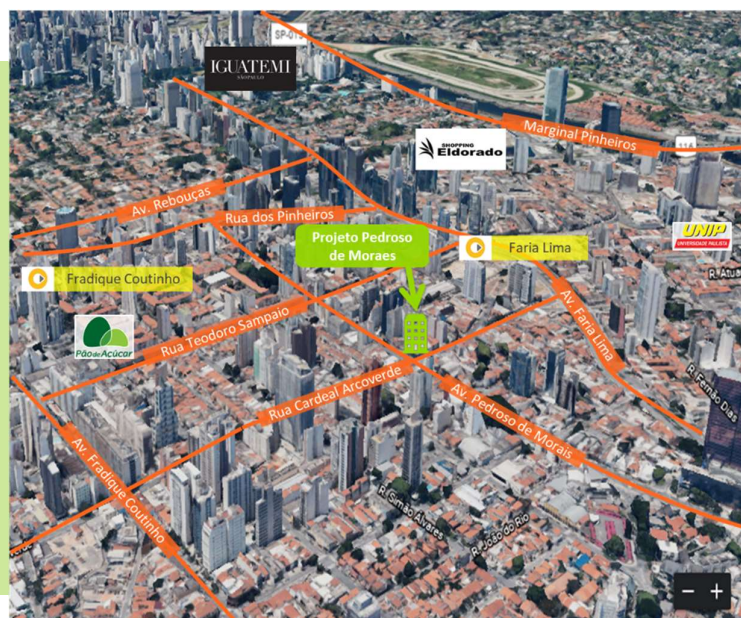 SP-015
IGUATEMI
SÃO PAULO
Marginal Pinheiros
SHOPPING
Eldorado
Av. Rebouças
Rua dos Pinheiros
UNIP
UNIVERSIDADE PAULISTA
Projeto Pedroso
de Moraes
Faria Lima
Fradique Coutinho
R. Atua
Av. Faria Lima
Rua Teodoro Sampaio
Pão de Açúcar
Rua Cardeal Arcoverde
Av. Pedroso de Morais
R. Fernão Dias
Av. Fradique Coutinho
R. Simão Álvares
R. João do Rio